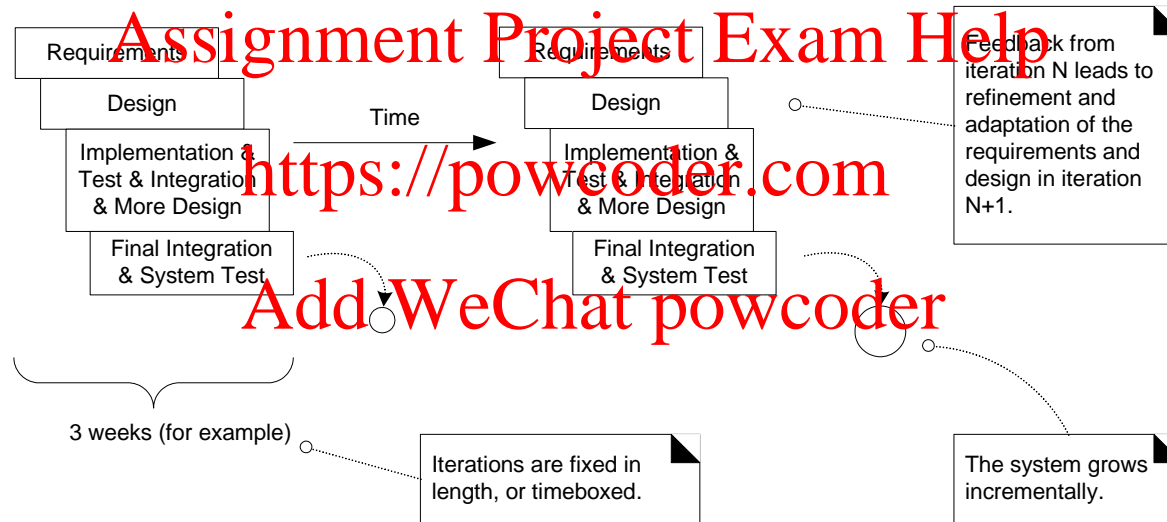 Assignment Project Exam Help
Requirements
Design
Implementation &
Test & Integration
& More Design
Final Integration
& System Test
Time
Requirements
Design
Implementation &
Test & Integration
& More Design
Final Integration
& System Test
Feedback from
iteration N leads to
refinement and
adaptation of the
requirements and
design in iteration
N+1.
https://powcoder.com
Add WeChat powcoder
3 weeks (for example)
Iterations are fixed in
length, or timeboxed.
The system grows
incrementally.